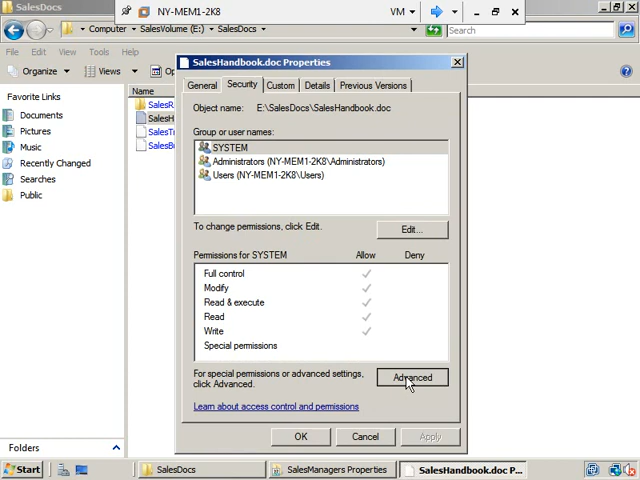 SalesDocs
NY-MEM1-2K8
VM
Computer
SalesVolume (E:)
SalesDocs
Search
File
Edit
View
Tools
Help
Organize
Views
Name
Favorite Links
Documents
Pictures
Music
Recently Changed
Searches
Public
Folders
SalesHandbook.doc Properties
General
Security
Custom
Details
Previous Versions
Object name: E:\SalesDocs\SalesHandbook.doc
Group or user names:
SYSTEM
Administrators (NY-MEM1-2K8\Administrators)
Users (NY-MEM1-2K8\Users)
To change permissions, click Edit.
Edit...
Permissions for SYSTEM
Allow
Deny
Full control
Modify
Read & execute
Read
Write
Special permissions
For special permissions or advanced settings,
click Advanced.
Advanced
Learn about access control and permissions
OK
Cancel
Apply
Start
SalesDocs
SalesManagers Properties
SalesHandbook.doc P...